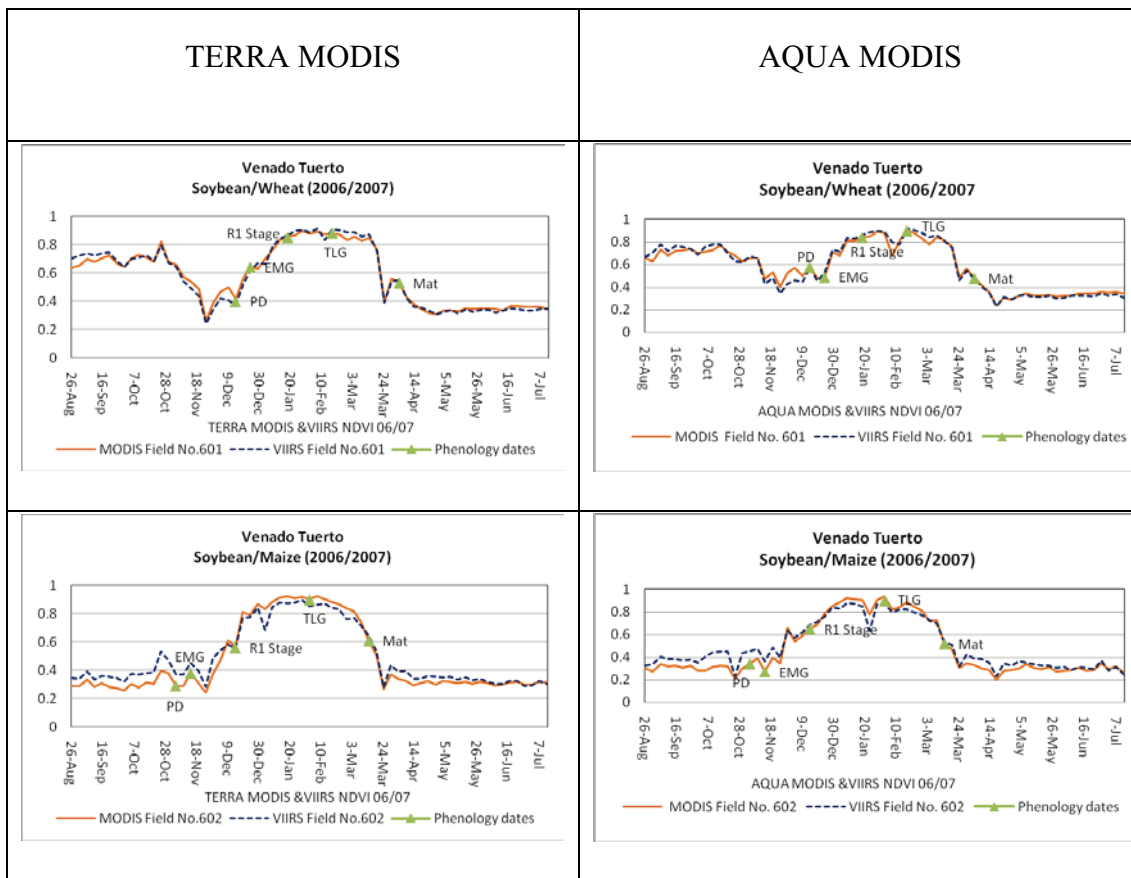 TERRA MODIS
AQUA MODIS
Venado Tuerto
Soybean/Wheat (2006/2007)
1
0.8
0.6
0.4
0.2
0
R1 Stage
TLG
EMG
PD
Mat
26-Aug
16-Sep
7-Oct
28-Oct
18-Nov
9-Dec
30-Dec
20-Jan
10-Feb
3-Mar
24-Mar
14-Apr
5-May
26-May
16-Jun
7-Jul
TERRA MODIS &VIIRS NDVI 06/07
MODIS Field No.601
VIIRS Field No.601
Phenology dates
Venado Tuerto
Soybean/Wheat (2006/2007
1
0.8
0.6
0.4
0.2
0
TLG
PD
R1 Stage
EMG
Mat
26-Aug
16-Sep
7-Oct
28-Oct
18-Nov
9-Dec
30-Dec
20-Jan
10-Feb
3-Mar
24-Mar
14-Apr
5-May
26-May
16-Jun
7-Jul
AQUA MODIS &VIIRS NDVI 06/07
MODIS Field No. 601
VIIRS Field No.601
Phenology dates
Venado Tuerto
Soybean/Maize (2006/2007)
1
0.8
0.6
0.4
0.2
0
TLG
EMG
R1 Stage
Mat
PD
26-Aug
16-Sep
7-Oct
28-Oct
18-Nov
9-Dec
30-Dec
20-Jan
10-Feb
3-Mar
24-Mar
14-Apr
5-May
26-May
16-Jun
7-Jul
TERRA MODIS &VIIRS NDVI 06/07
MODIS Field No.602
VIIRS Field No.602
Phenology dates
Venado Tuerto
Soybean/Maize (2006/2007)
1
0.8
0.6
0.4
0.2
0
TLG
R1 Stage
Mat
PD
EMG
26-Aug
16-Sep
7-Oct
28-Oct
18-Nov
9-Dec
30-Dec
20-Jan
10-Feb
3-Mar
24-Mar
14-Apr
5-May
26-May
16-Jun
7-Jul
AQUA MODIS &VIIRS NDVI 06/07
MODIS Field No. 602
VIIRS Field No. 602
Phenology dates